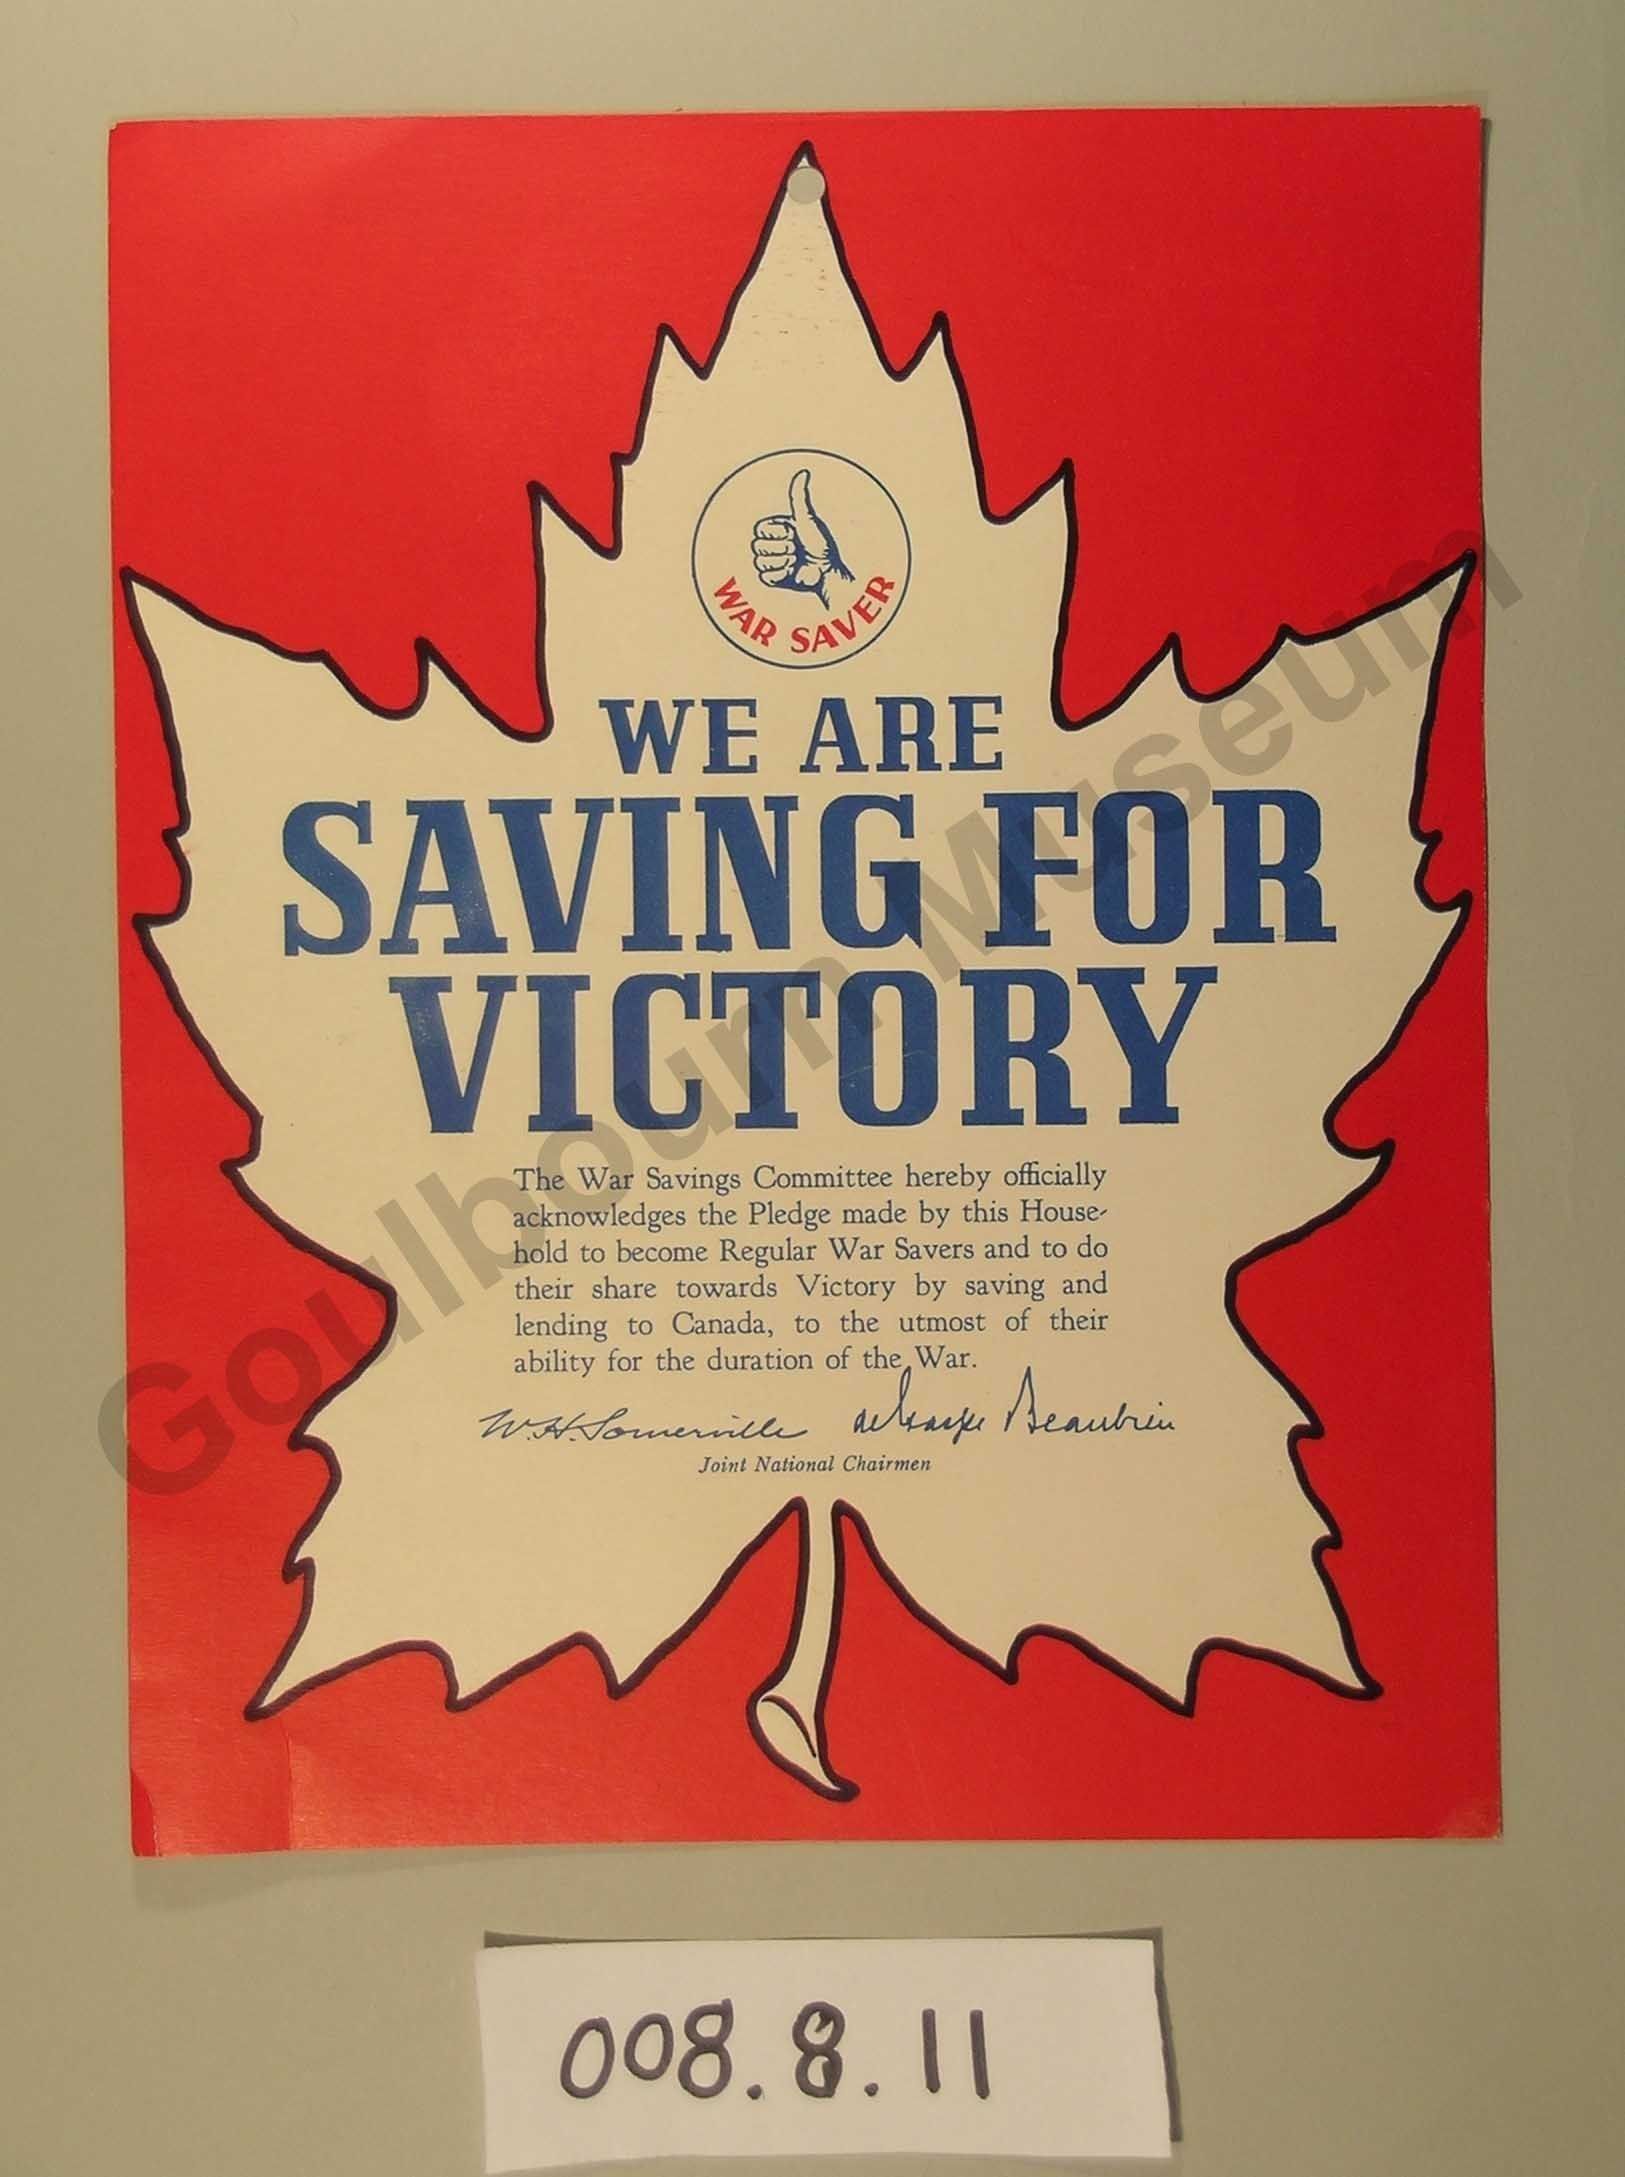 WAR SAVER
WE ARE
SAVING FOR
VICTORY
The War Savings Committee hereby officially
acknowledges the Pledge made by this House-
hold to become Regular War Savers and to do
their share towards Victory by saving and
lending to Canada, to the utmost of their
ability for the duration of the War.
W. H. Somerville deGaspe Beaubien
Joint National Chairmen
008.8.11
Goulbourn Museum